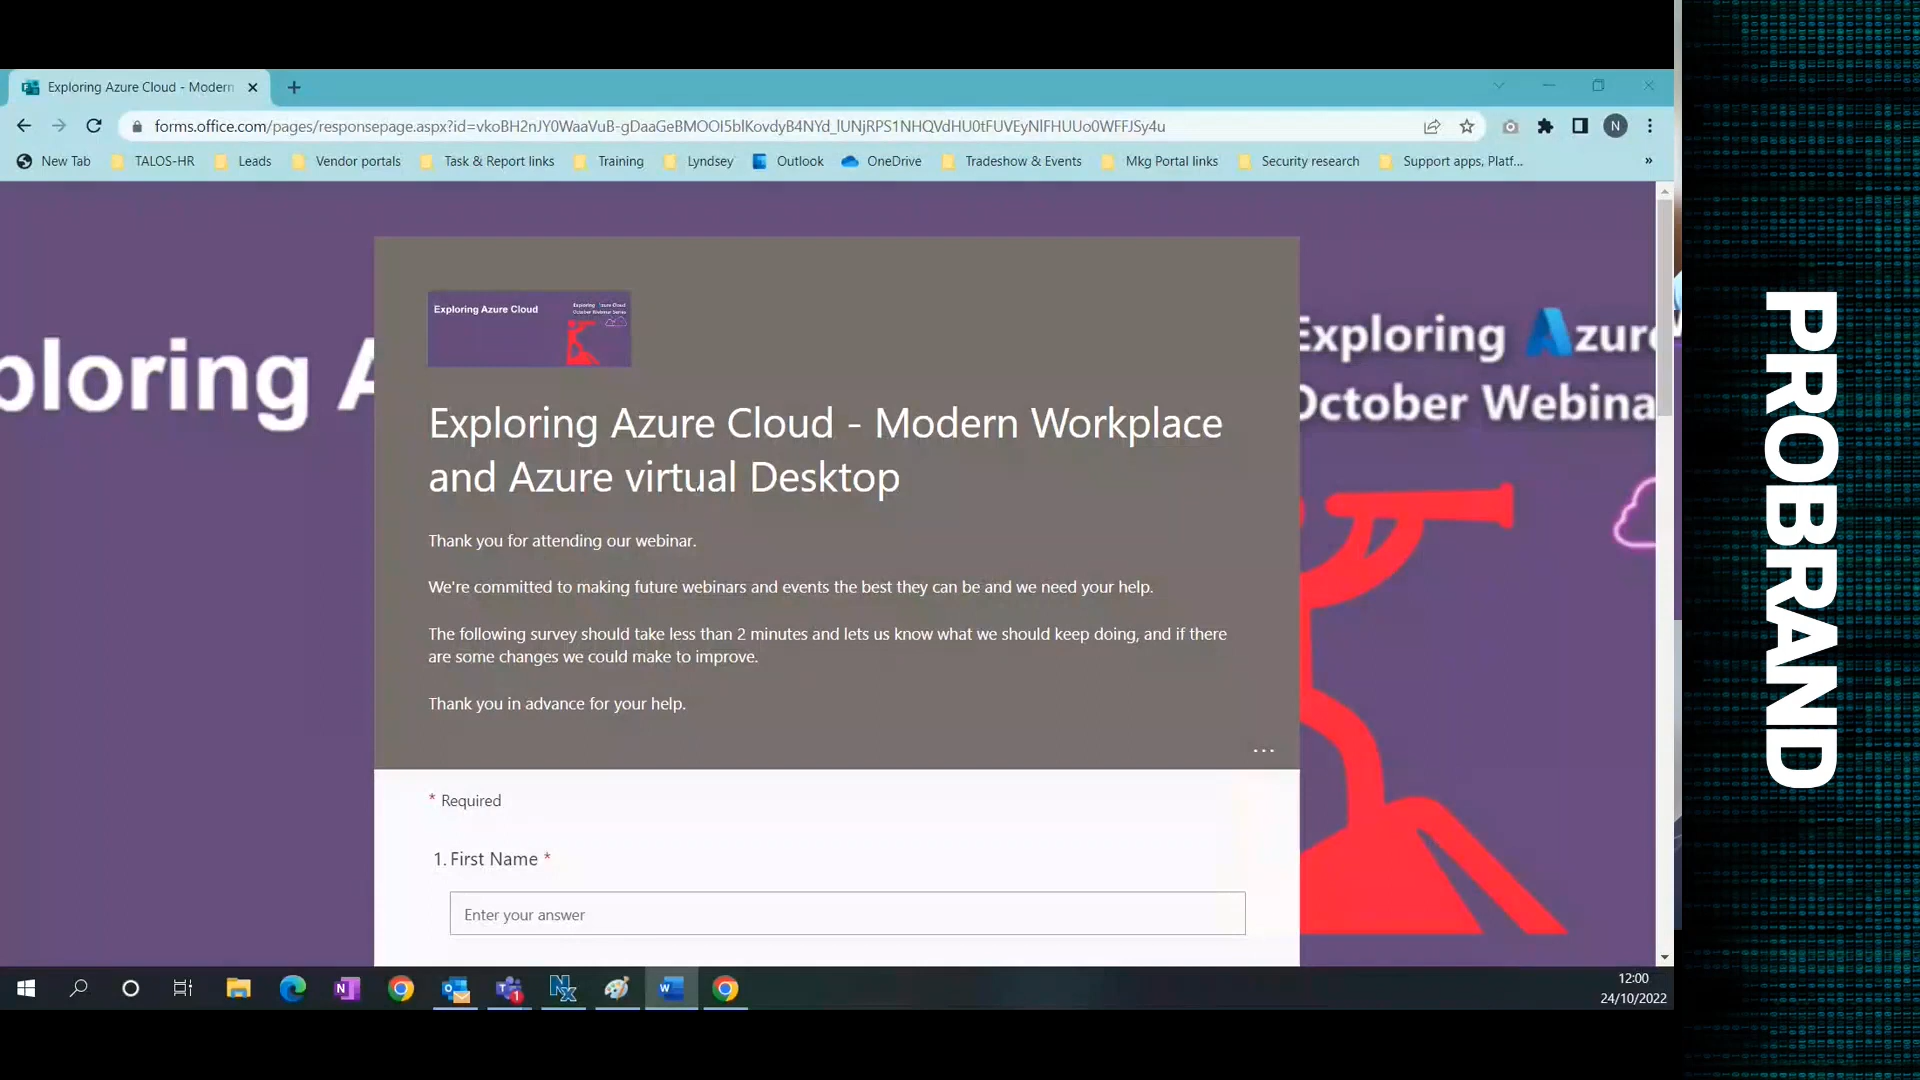 Exploring Azure Cloud - Modern
forms.office.com/pages/responsepage.aspx?id=vkoBH2nJY0WaaVuB-gDaaGeBMOOI5blKovdyB4NYd_lUNjRPS1NHQVdHU0tFUVEyNlFHUUo0WFFJSy4u
N
New Tab TALOS-HR Leads Vendor portals Task & Report links Training Lyndsey Outlook OneDrive Tradeshow & Events Mkg Portal links Security research Support apps, Platf... »
ploring A
Exploring Azure Cloud
Exploring Azure Cloud
October Webinar Series
Exploring Azure
October Webina
Exploring Azure Cloud - Modern Workplace
and Azure virtual Desktop
Thank you for attending our webinar.
We're committed to making future webinars and events the best they can be and we need your help.
The following survey should take less than 2 minutes and lets us know what we should keep doing, and if there
are some changes we could make to improve.
Thank you in advance for your help.
...
* Required
1. First Name *
Enter your answer
12:00
24/10/2022
PROBRAND